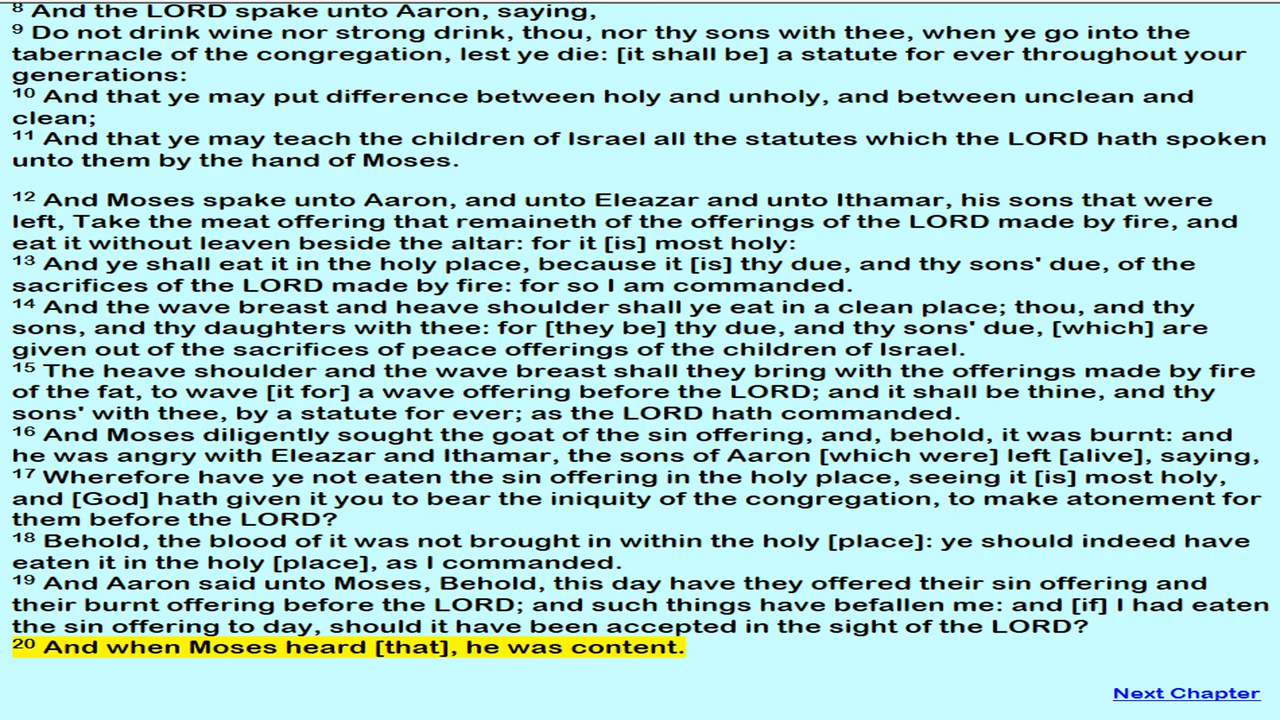 8 And the LORD spake unto Aaron, saying,
9 Do not drink wine nor strong drink, thou, nor thy sons with thee, when ye go into the
tabernacle of the congregation, lest ye die: [it shall be] a statute for ever throughout your
generations:
10 And that ye may put difference between holy and unholy, and between unclean and
clean;
11 And that ye may teach the children of Israel all the statutes which the LORD hath spoken
unto them by the hand of Moses.
12 And Moses spake unto Aaron, and unto Eleazar and unto Ithamar, his sons that were
left, Take the meat offering that remaineth of the offerings of the LORD made by fire, and
eat it without leaven beside the altar: for it [is] most holy:
13 And ye shall eat it in the holy place, because it [is] thy due, and thy sons' due, of the
sacrifices of the LORD made by fire: for so I am commanded.
14 And the wave breast and heave shoulder shall ye eat in a clean place; thou, and thy
sons, and thy daughters with thee: for [they be] thy due, and thy sons' due, [which] are
given out of the sacrifices of peace offerings of the children of Israel.
15 The heave shoulder and the wave breast shall they bring with the offerings made by fire
of the fat, to wave [it for] a wave offering before the LORD; and it shall be thine, and thy
sons' with thee, by a statute for ever; as the LORD hath commanded.
16 And Moses diligently sought the goat of the sin offering, and, behold, it was burnt: and
he was angry with Eleazar and Ithamar, the sons of Aaron [which were] left [alive], saying,
17 Wherefore have ye not eaten the sin offering in the holy place, seeing it [is] most holy,
and [God] hath given it you to bear the iniquity of the congregation, to make atonement for
them before the LORD?
18 Behold, the blood of it was not brought in within the holy [place]: ye should indeed have
eaten it in the holy [place], as I commanded.
19 And Aaron said unto Moses, Behold, this day have they offered their sin offering and
their burnt offering before the LORD; and such things have befallen me: and [if] I had eaten
the sin offering to day, should it have been accepted in the sight of the LORD?
20 And when Moses heard [that], he was content.
Next Chapter